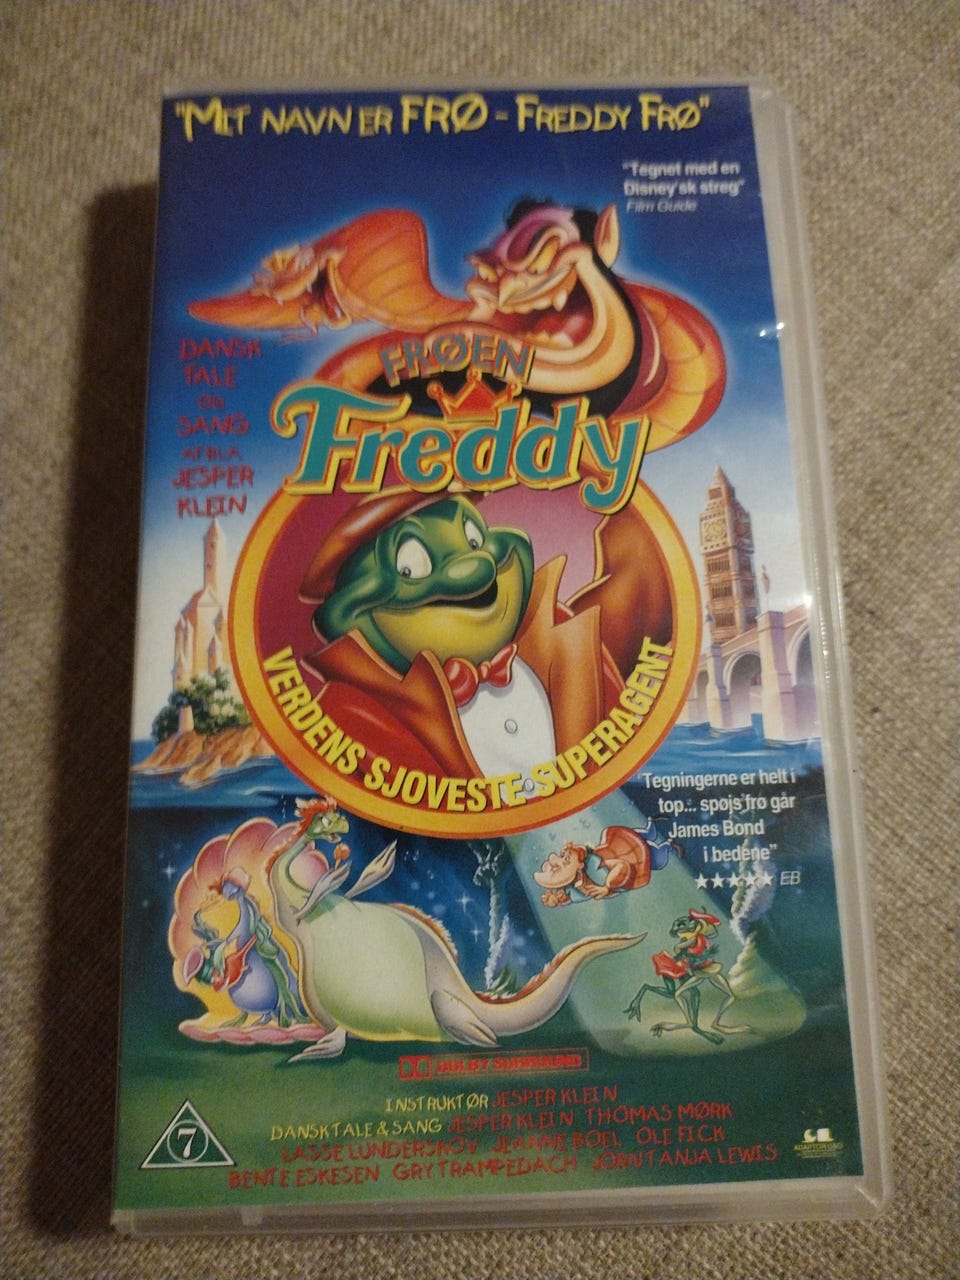 "MIT NAVN ER FRØ - FREDDY FRØ"
"Tegnet med en
Disney'sk streg"
Film Guide
DANSK
TALE
OG
SANG
AF BL.A.
JESPER
KLEIN
FRØEN
Freddy
VERDENS SJOVESTE SUPERAGENT
"Tegningerne er helt i
top... spøjs frø går
James Bond
i bedene"
★★★★★ EB
DOLBY SURROUND
INSTRUKTØR JESPER KLEIN
DANSK TALE & SANG JESPER KLEIN THOMAS MØRK
LASSE LUNDERSKOV JEANNE BOEL OLE FICK
BENTE ESKESEN GRY TRAMPEDACH JÖRN TANJA LEWIS
7